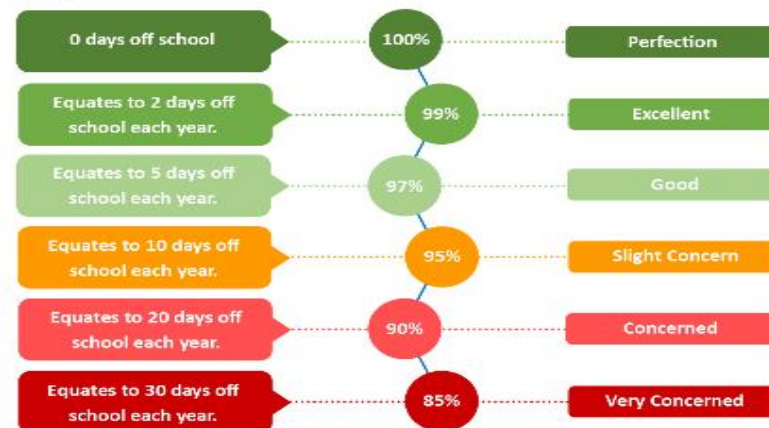 0 days off school
100%
Perfection
Equates to 2 days off
school each year.
99%
Excellent
Equates to 5 days off
school each year.
97%
Good
Equates to 10 days off
school each year.
95%
Slight Concern
Equates to 20 days off
school each year.
90%
Concerned
Equates to 30 days off
school each year.
85%
Very Concerned